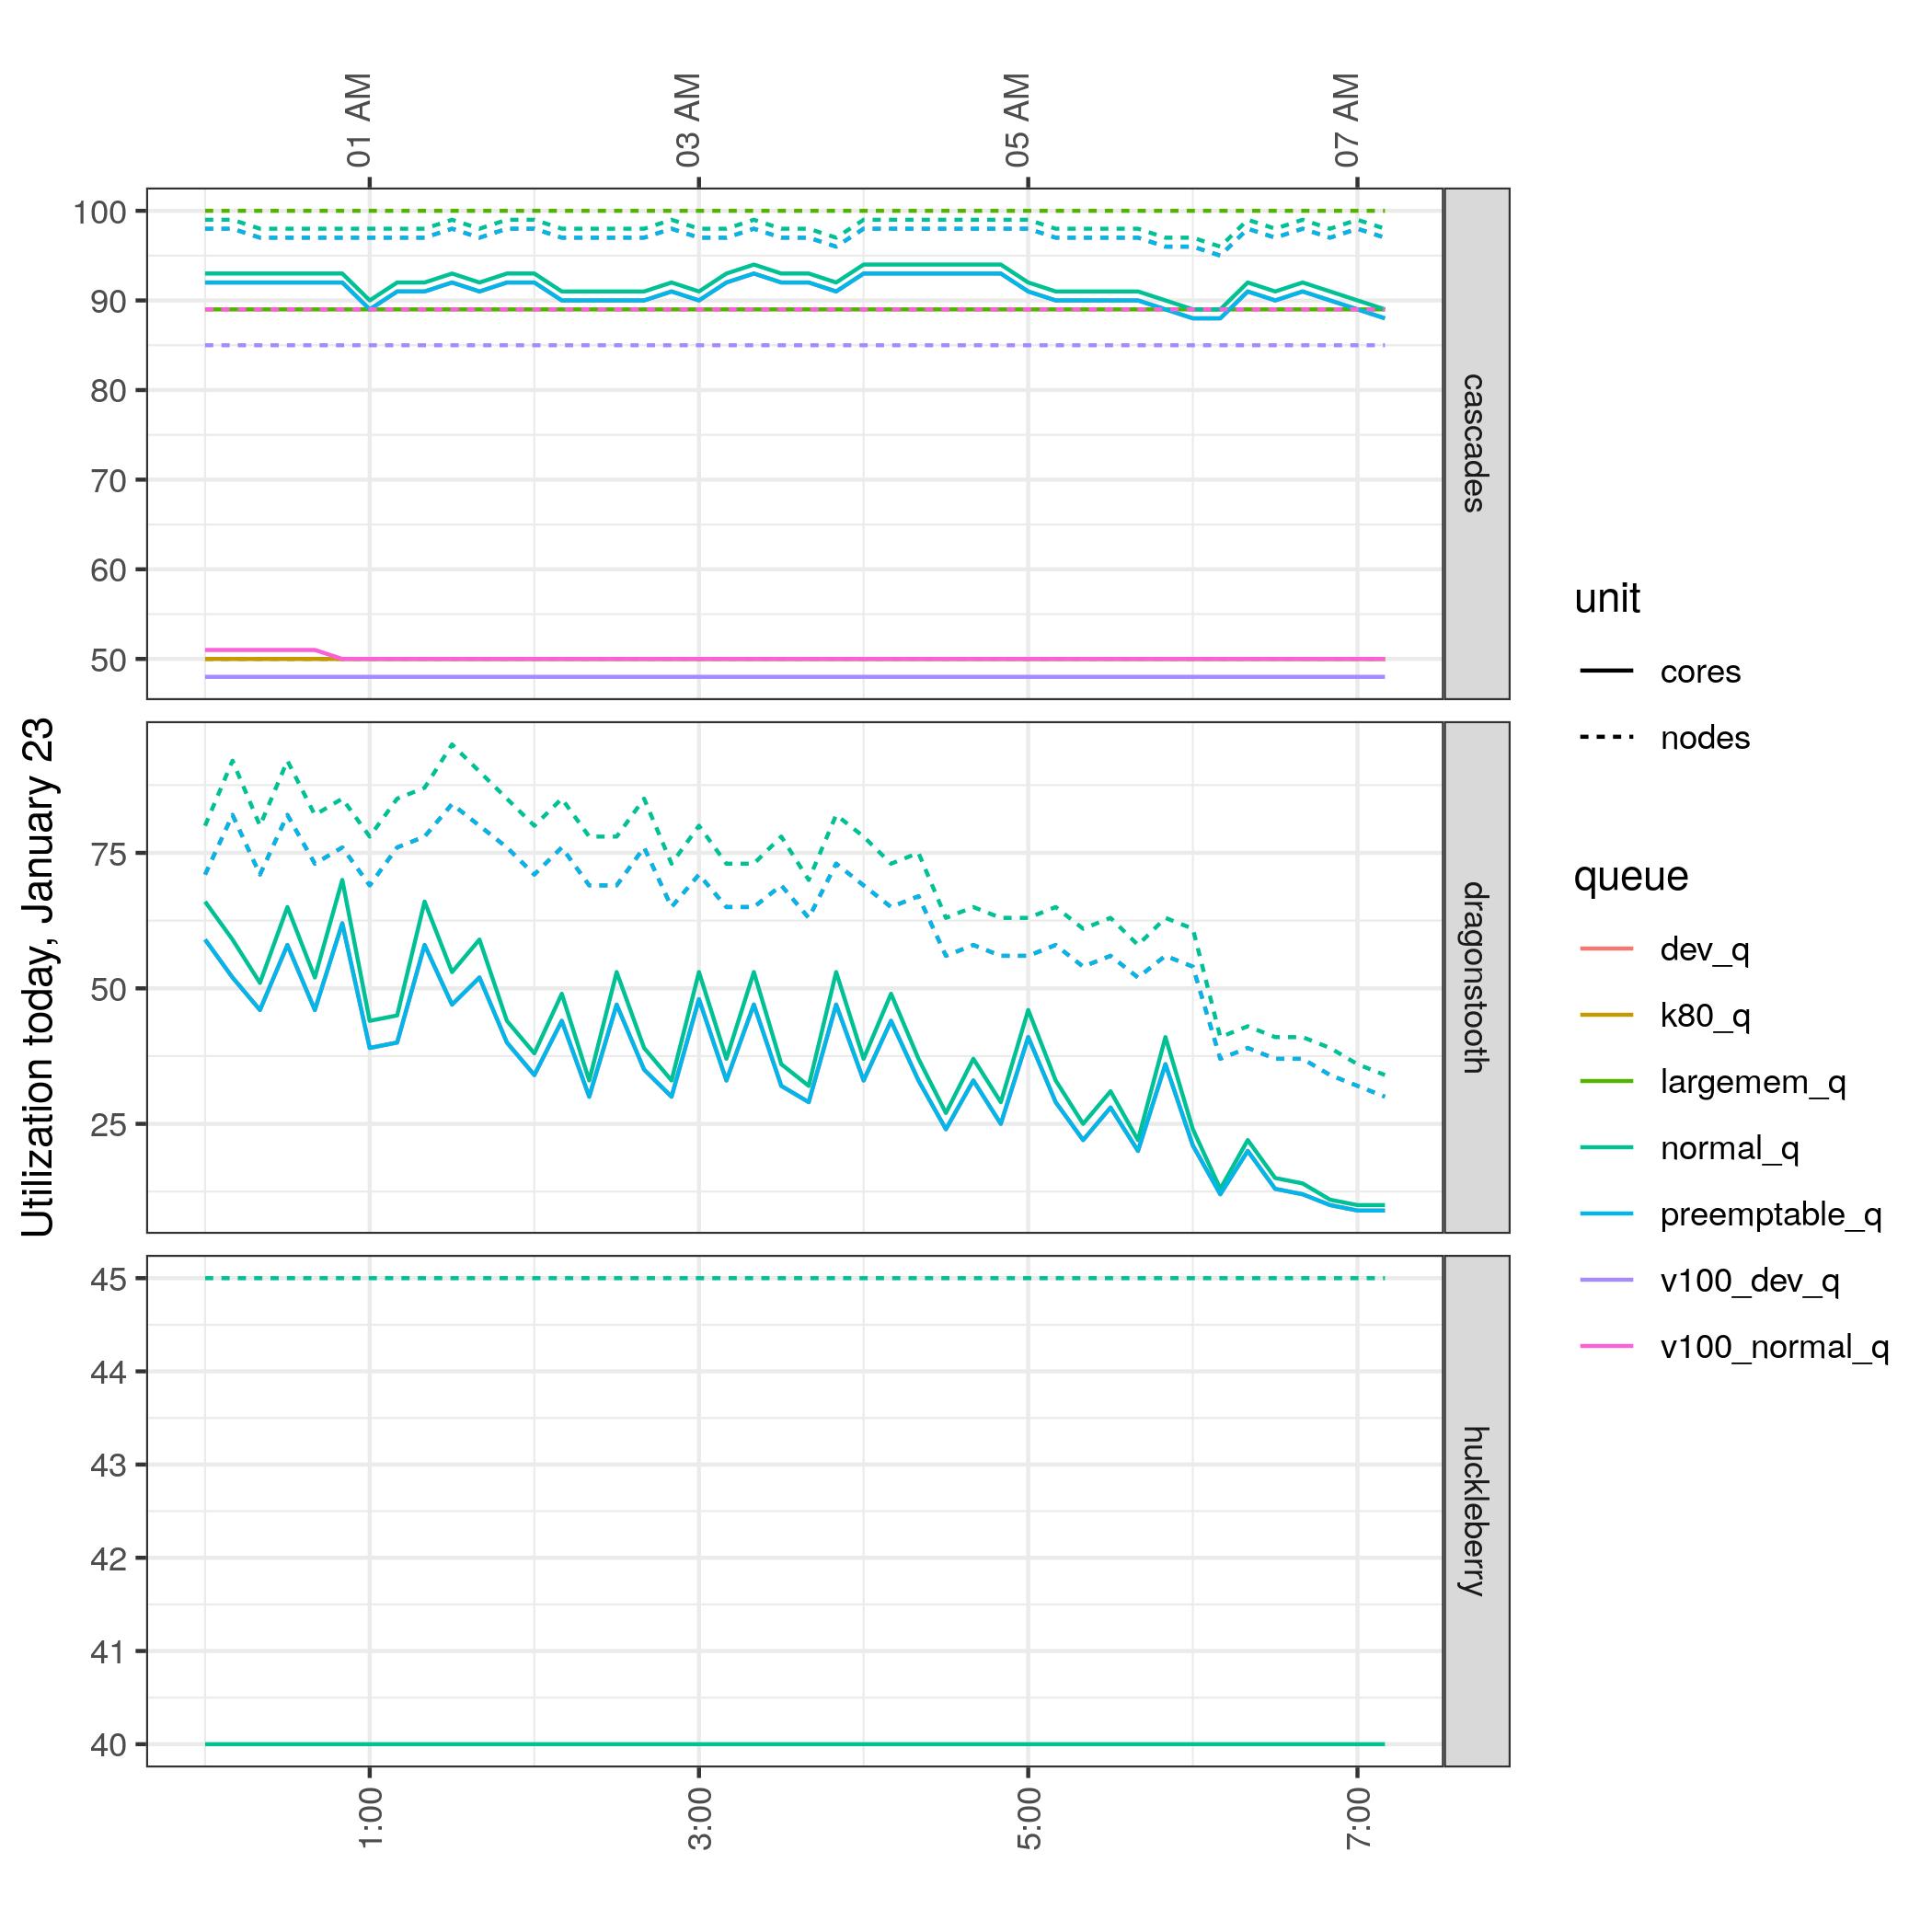 01 AM
03 AM
05 AM
07 AM
Utilization today, January 23
100
90
80
70
60
50
cascades
75
50
25
dragonstooth
45
44
43
42
41
40
huckleberry
1:00
3:00
5:00
7:00
unit
cores
nodes
queue
dev_q
k80_q
largemem_q
normal_q
preemptable_q
v100_dev_q
v100_normal_q